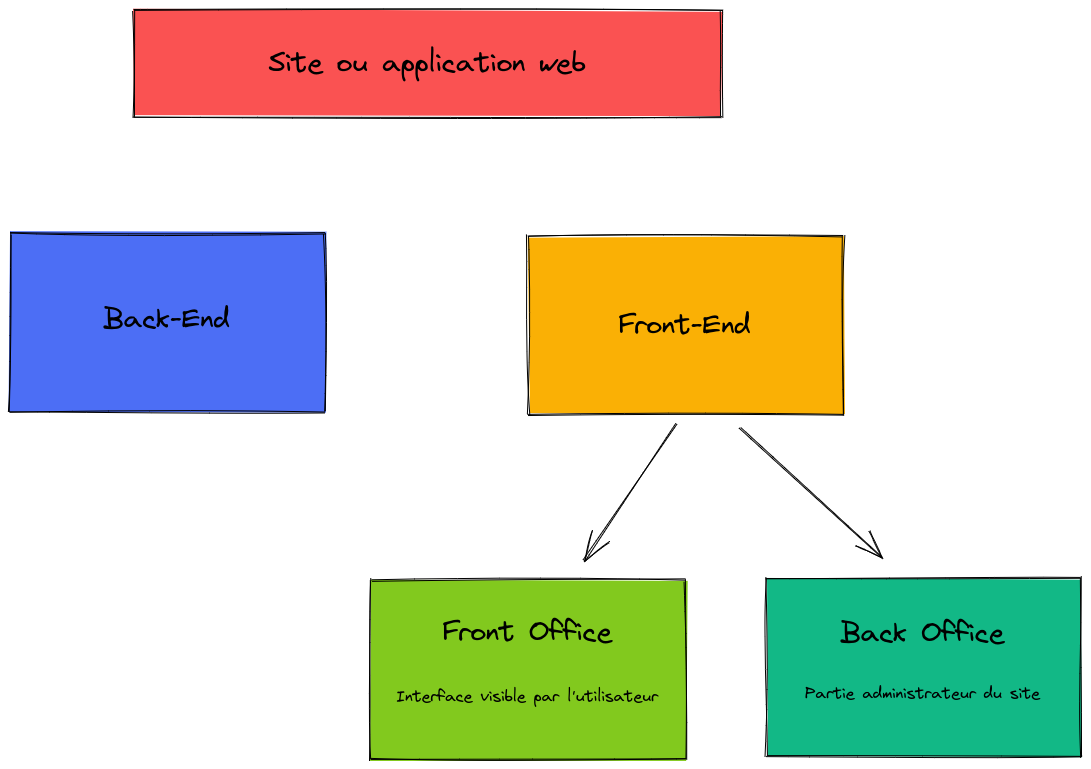 Site ou application web
Back-End
Front-End
Front Office
Interface visible par l'utilisateur
Back Office
Partie administrateur du site